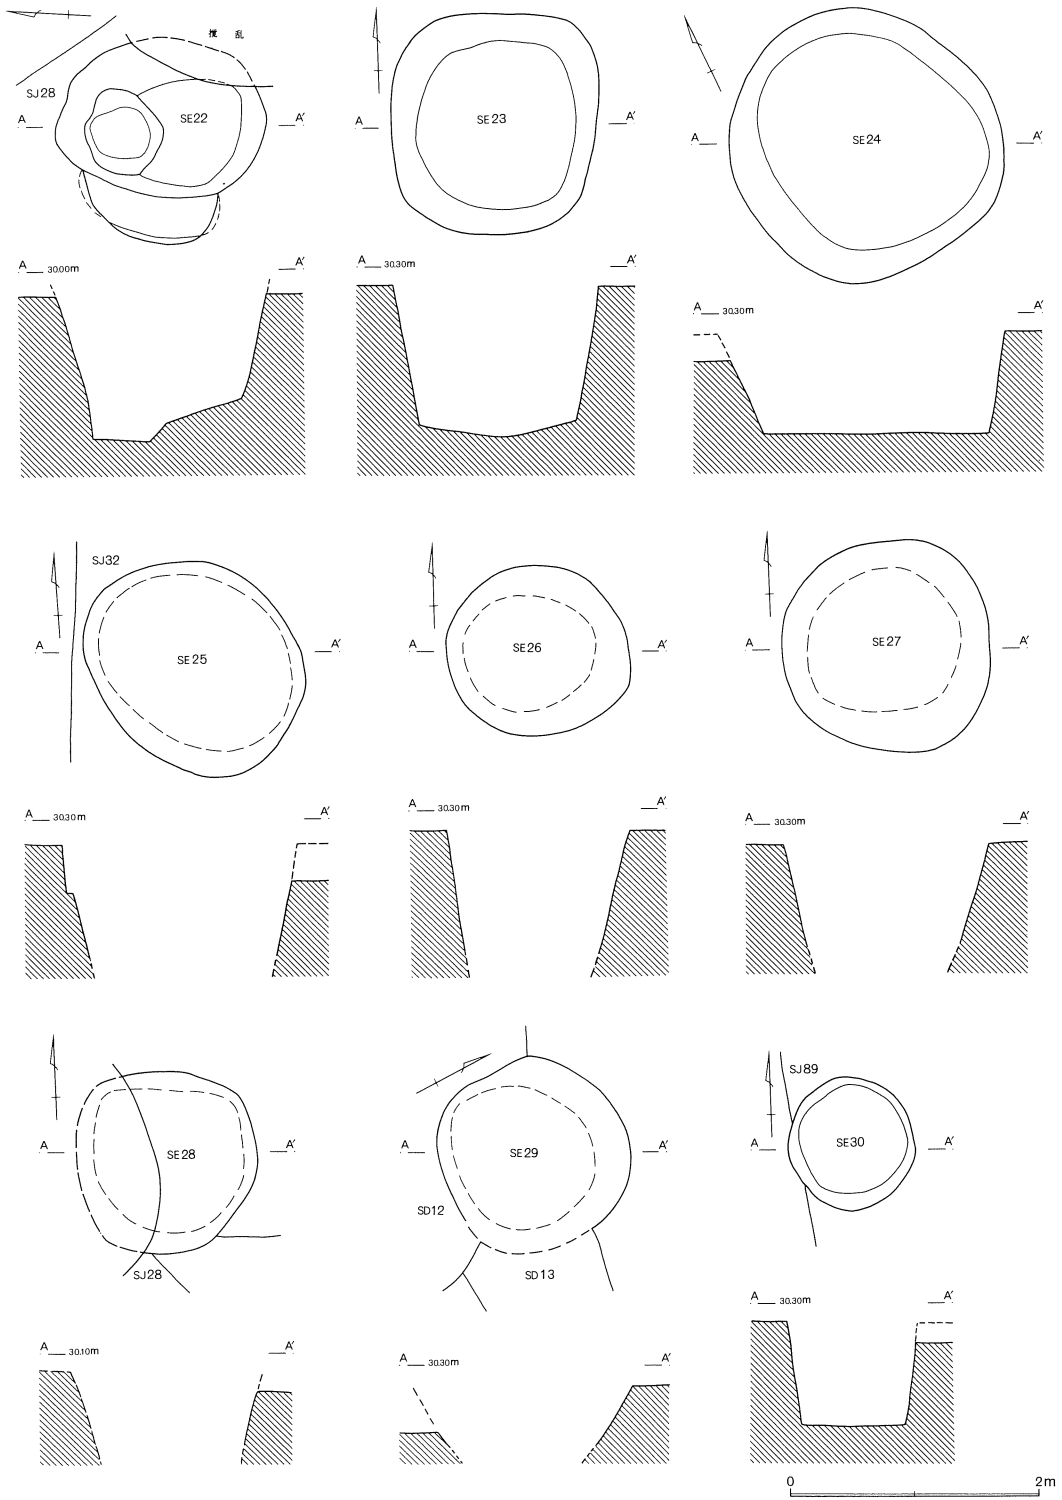 攪乱
SJ28
A SE22 A′
A SE23 A′
A SE24 A′
A 30.00m A′
A 30.30m A′
A 30.30m A′
SJ32
A SE25 A′
A SE26 A′
A SE27 A′
A 30.30m A′
A 30.30m A′
A 30.30m A′
A SE28 A′
SJ28
A SE29 A′
SD12
SD13
SJ89
A SE30 A′
A 30.10m A′
A 30.30m A′
A 30.30m A′
0 2m